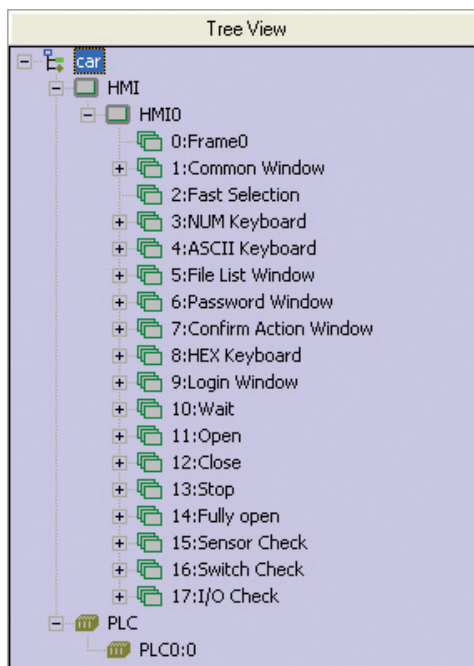 Tree View
car
HMI
HMI0
0:Frame0
1:Common Window
2:Fast Selection
3:NUM Keyboard
4:ASCII Keyboard
5:File List Window
6:Password Window
7:Confirm Action Window
8:HEX Keyboard
9:Login Window
10:Wait
11:Open
12:Close
13:Stop
14:Fully open
15:Sensor Check
16:Switch Check
17:I/O Check
PLC
PLC0:0